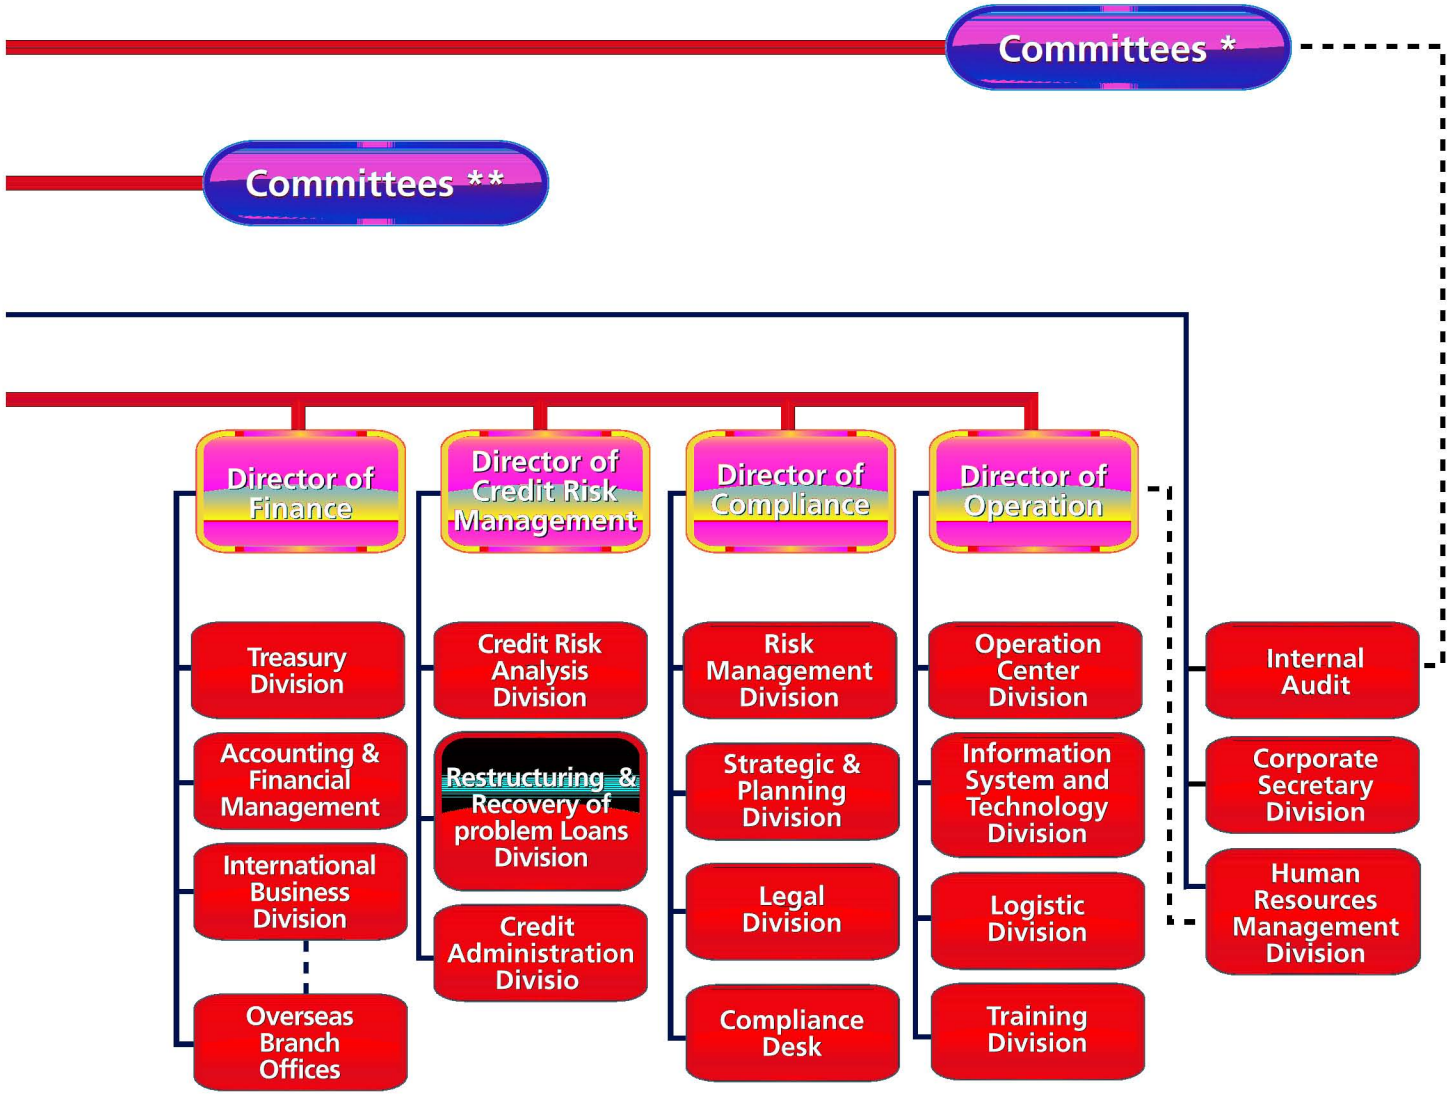 Committees *
Committees **
Director of
Finance
Director of
Credit Risk
Management
Director of
Compliance
Director of
Operation
Treasury
Division
Accounting &
Financial
Management
International
Business
Division
Overseas
Branch
Offices
Credit Risk
Analysis
Division
Restructuring &
Recovery of
problem Loans
Division
Credit
Administration
Divisio
Risk
Management
Division
Strategic &
Planning
Division
Legal
Division
Compliance
Desk
Operation
Center
Division
Information
System and
Technology
Division
Logistic
Division
Training
Division
Internal
Audit
Corporate
Secretary
Division
Human
Resources
Management
Division